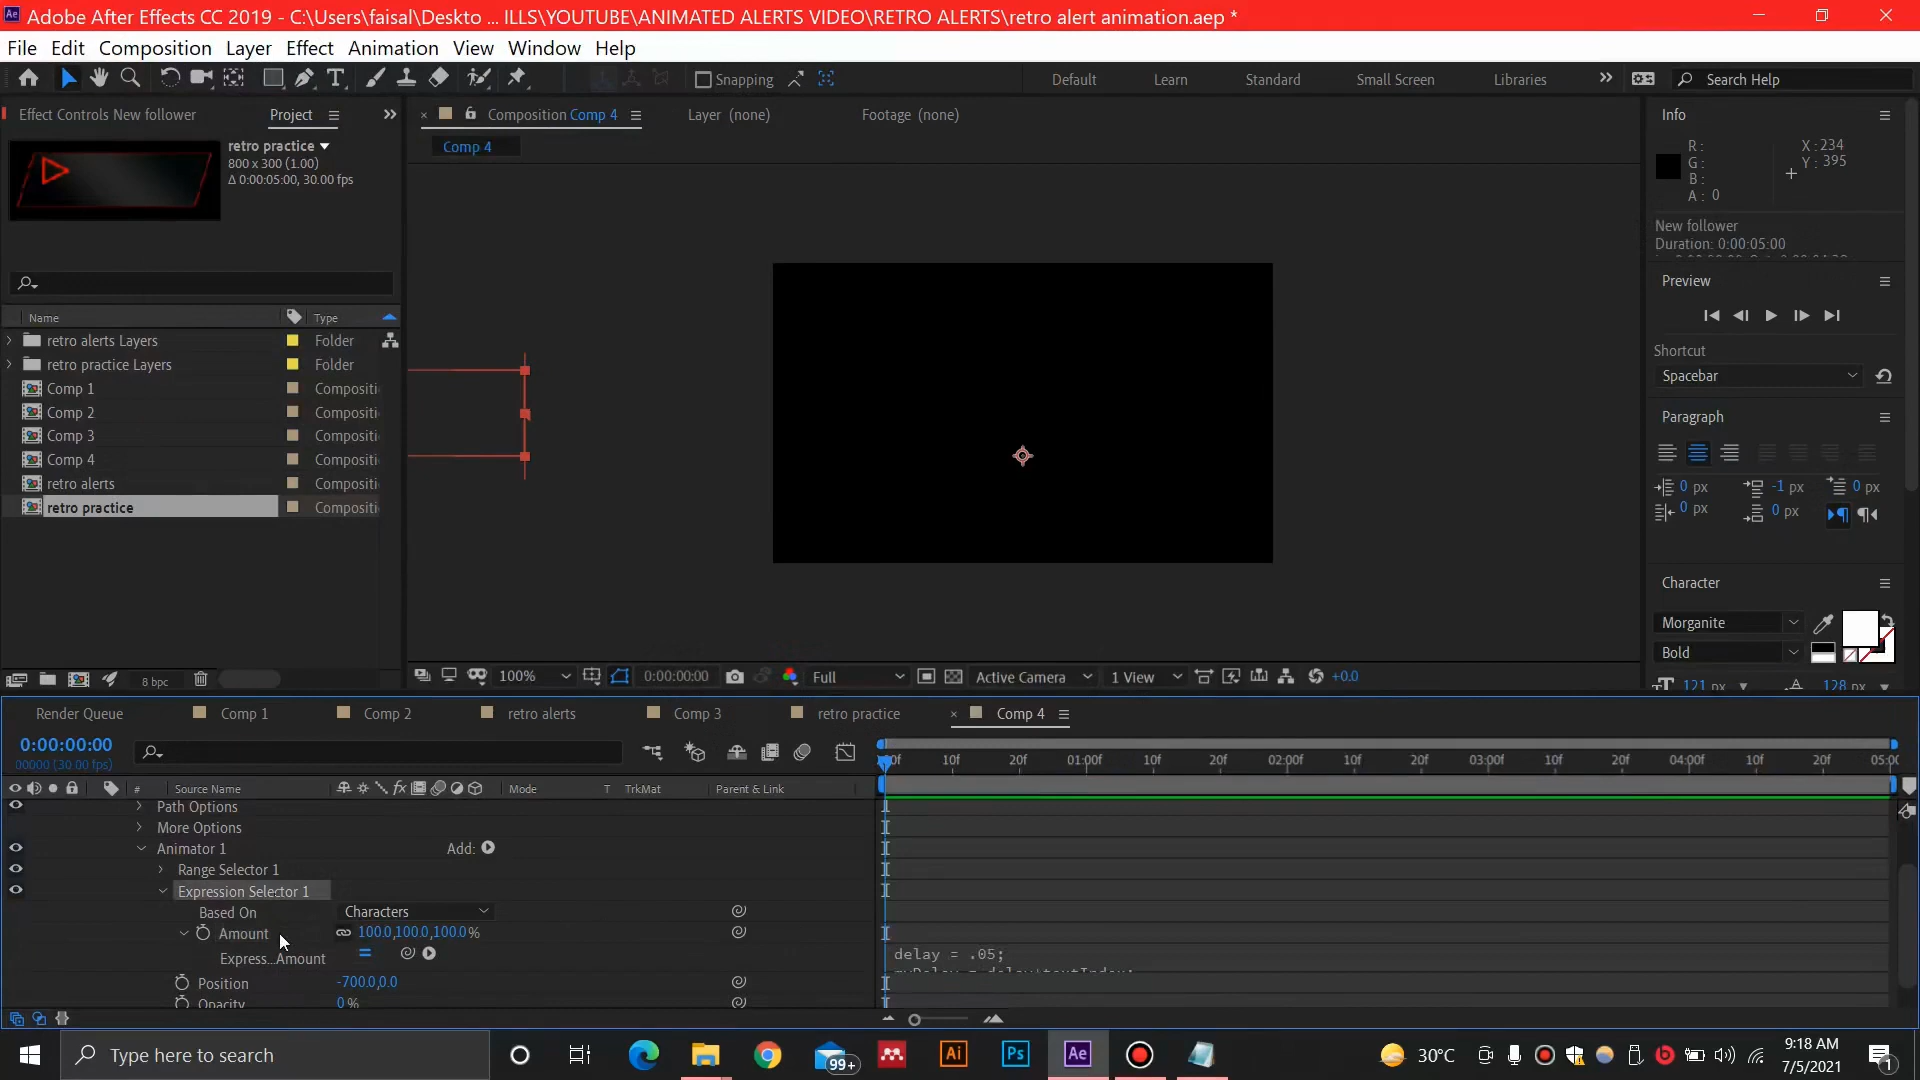 Adobe After Effects CC 2019 - C:\Users\faisal\Deskto ... ILLS\YOUTUBE\ANIMATED ALERTS VIDEO\RETRO ALERTS\retro alert animation.aep *
File Edit Composition Layer Effect Animation View Window Help
Snapping Default Learn Standard Small Screen Libraries Search Help
Effect Controls New follower Project
Composition Comp 4 Layer (none) Footage (none)
Info
Comp 4
retro practice
800 x 300 (1.00)
Δ 0:00:05:00, 30.00 fps
R :
G :
B :
A : 0
X : 234
Y : 395
New follower
Duration: 0:00:05:00
Preview
Shortcut
Spacebar
Paragraph
0 px -1 px 0 px
0 px 0 px
Character
Morganite
Bold
121 px 128 px
Name Type
retro alerts Layers Folder
retro practice Layers Folder
Comp 1 Compositi
Comp 2 Compositi
Comp 3 Compositi
Comp 4 Compositi
retro alerts Compositi
retro practice Compositi
8 bpc
100% 0:00:00:00 Full Active Camera 1 View +0.0
Render Queue Comp 1 Comp 2 retro alerts Comp 3 retro practice Comp 4
0:00:00:00
00000 (30.00 fps)
10f 20f 01:00f 10f 20f 02:00f 10f 20f 03:00f 10f 20f 04:00f 10f 20f
# Source Name Mode T TrkMat Parent & Link
Path Options
More Options
Animator 1 Add:
Range Selector 1
Expression Selector 1
Based On Characters
Amount 100.0,100.0,100.0%
Express...Amount
delay = .05;
Position -700.0,0.0
Opacity 0%
Type here to search
99+
Ai Ps Ae
30°C
9:18 AM
7/5/2021
1